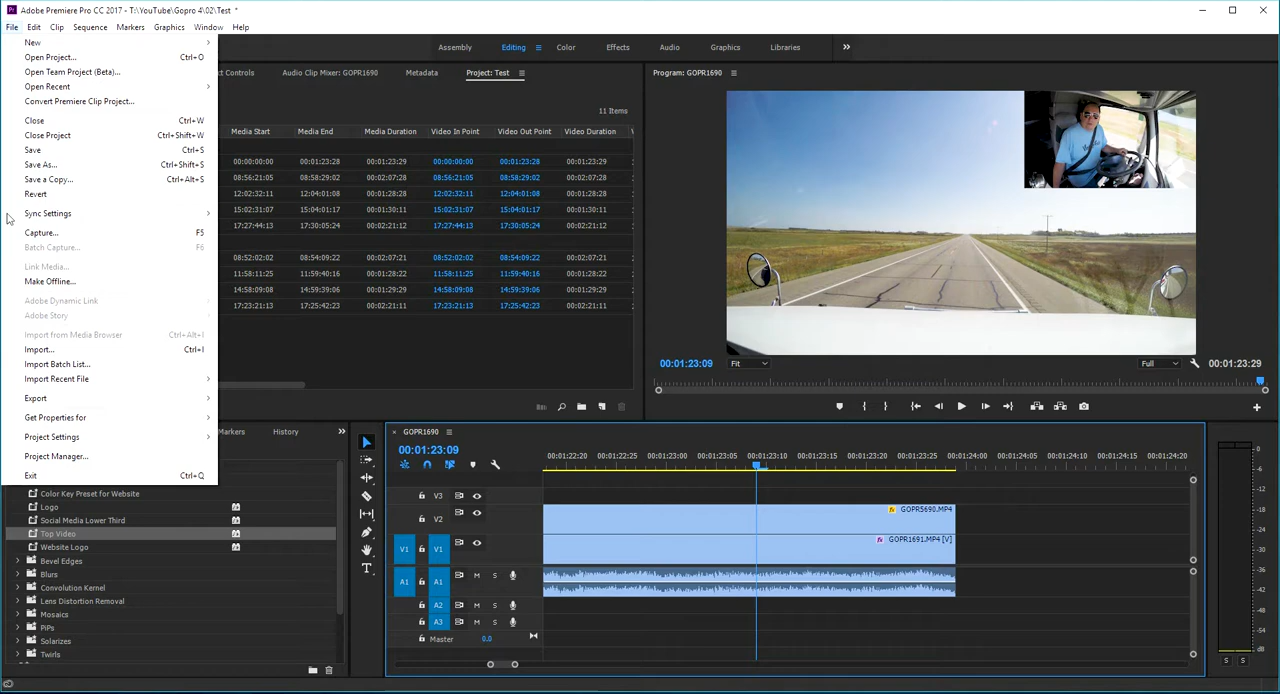 Adobe Premiere Pro CC 2017 - T:\YouTube\Gopro 4\02\Test *
File Edit Clip Sequence Markers Graphics Window Help
New
Open Project... Ctrl+O
Open Team Project (Beta)...
Open Recent
Convert Premiere Clip Project...
Close Ctrl+W
Close Project Ctrl+Shift+W
Save Ctrl+S
Save As... Ctrl+Shift+S
Save a Copy... Ctrl+Alt+S
Revert
Sync Settings
Capture... F5
Batch Capture... F6
Link Media...
Make Offline...
Adobe Dynamic Link
Adobe Story
Import from Media Browser Ctrl+Alt+I
Import... Ctrl+I
Import Batch List...
Import Recent File
Export
Get Properties for
Project Settings
Project Manager...
Exit Ctrl+Q
Assembly Editing Color Effects Audio Graphics Libraries
Controls Audio Clip Mixer: GOPR1690 Metadata Project: Test
11 Items
Media Start Media End Media Duration Video In Point Video Out Point Video Duration
00:00:00:00 00:01:23:28 00:01:23:29 00:00:00:00 00:01:23:28 00:01:23:29
08:56:21:05 08:58:29:02 00:02:07:28 08:56:21:05 08:58:29:02 00:02:07:28
12:02:32:11 12:04:01:08 00:01:28:28 12:02:32:11 12:04:01:08 00:01:28:28
15:02:31:07 15:04:01:17 00:01:30:11 15:02:31:07 15:04:01:17 00:01:30:11
17:27:44:13 17:30:05:24 00:02:21:12 17:27:44:13 17:30:05:24 00:02:21:12
08:52:02:02 08:54:09:22 00:02:07:21 08:52:02:02 08:54:09:22 00:02:07:21
11:58:11:25 11:59:40:16 00:01:28:22 11:58:11:25 11:59:40:16 00:01:28:22
14:58:09:08 14:59:39:06 00:01:29:29 14:58:09:08 14:59:39:06 00:01:29:29
17:23:21:13 17:25:42:23 00:02:21:11 17:23:21:13 17:25:42:23 00:02:21:11
Program: GOPR1690
00:01:23:09 Fit Full 00:01:23:29
Markers History
Color Key Preset for Website
Logo
Social Media Lower Third
Top Video
Website Logo
Bevel Edges
Blurs
Convolution Kernel
Lens Distortion Removal
Mosaics
PiPs
Solarizes
Twirls
GOPR1690
00:01:23:09
00:01:22:20 00:01:22:25 00:01:23:00 00:01:23:05 00:01:23:10 00:01:23:15 00:01:23:20 00:01:23:25 00:01:24:05 00:01:24:10 00:01:24:15 00:01:24:20
V3
V2 fx GOPR5690.MP4
V1 V1 fx GOPR1691.MP4 [V]
A1 A1 M S
A2 M S
A3 M S
Master 0.0
0
-6
-12
-18
-24
-30
-36
-42
-48
-54
dB
S S